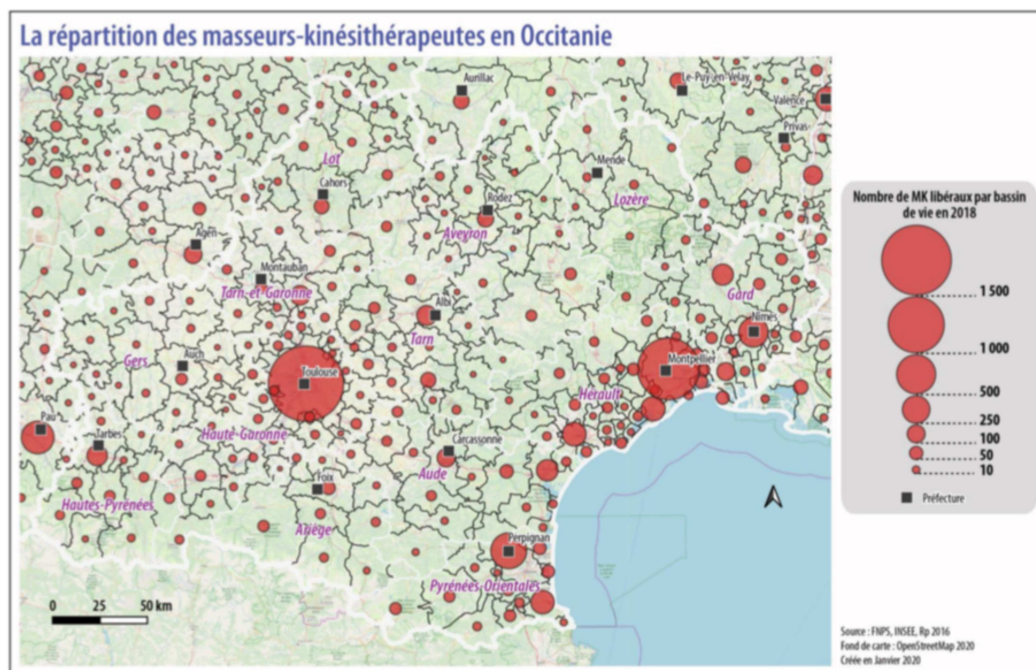 La répartition des masseurs-kinésithérapeutes en Occitanie
Aurillac
Le-Puy-en-Velay
Valence
Privas
Lot
Mende
Cahors
Rodez
Lozère
Aveyron
Agen
Montauban
Tarn-et-Garonne
Gard
Albi
Nîmes
Tarn
Gers
Auch
Montpellier
Toulouse
Hérault
Pau
Tarbes
Haute-Garonne
Carcassonne
Aude
Foix
Hautes-Pyrénées
Ariège
Perpignan
Pyrénées-Orientales
0 25 50 km
Nombre de MK libéraux par bassin
de vie en 2018
1 500
1 000
500
250
100
50
10
Préfecture
Source : FNPS, INSEE, Rp 2016
Fond de carte : OpenStreetMap 2020
Créée en Janvier 2020